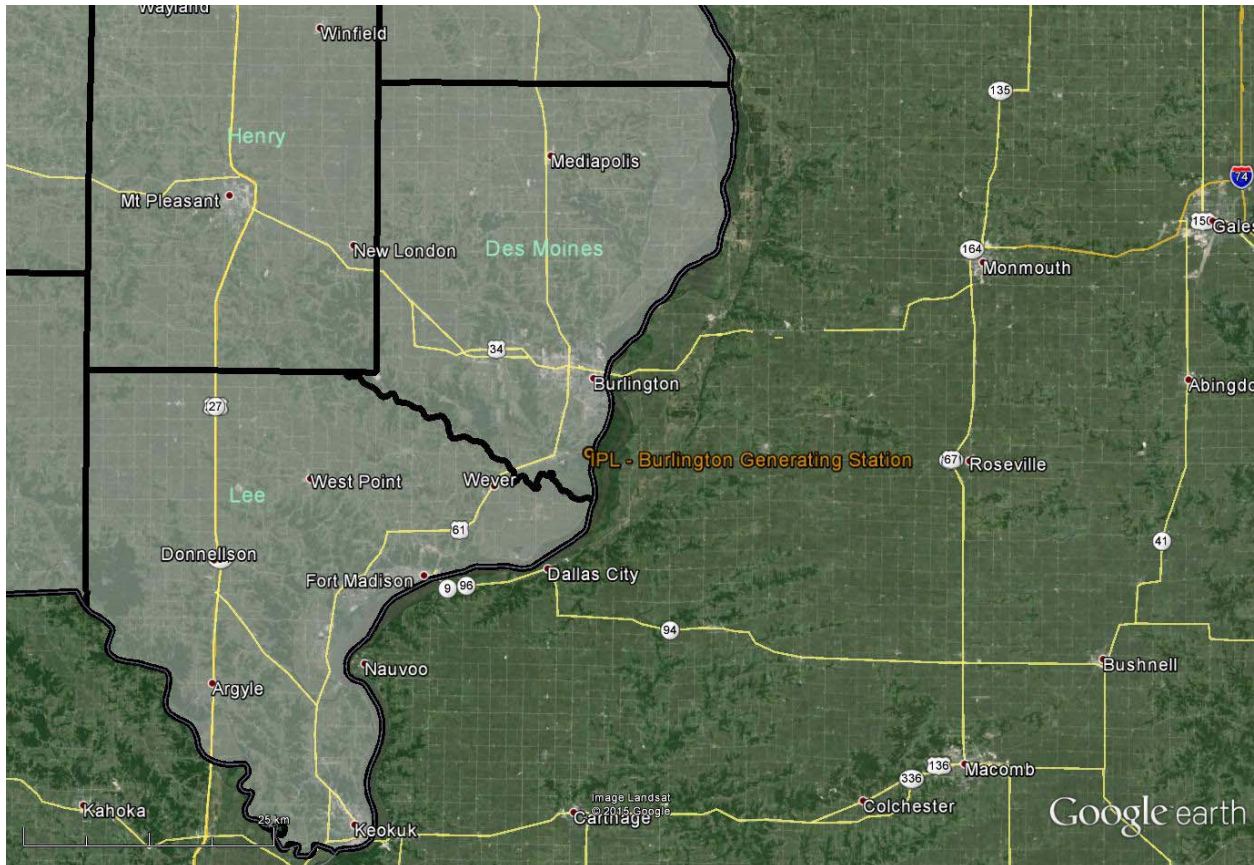 Wayland
Winfield
135
Henry
Mediapolis
74
Mt Pleasant
150
Gales
New London
Des Moines
164
Monmouth
34
Burlington
Abingdo
27
IPL - Burlington Generating Station
67
Roseville
West Point
Wever
Lee
61
41
Donnellson
Fort Madison
9
96
Dallas City
94
Nauvoo
Bushnell
Argyle
136
Macomb
336
Kahoka
Image Landsat
© 2015 Google
Colchester
Carthage
25 km
Keokuk
Google earth